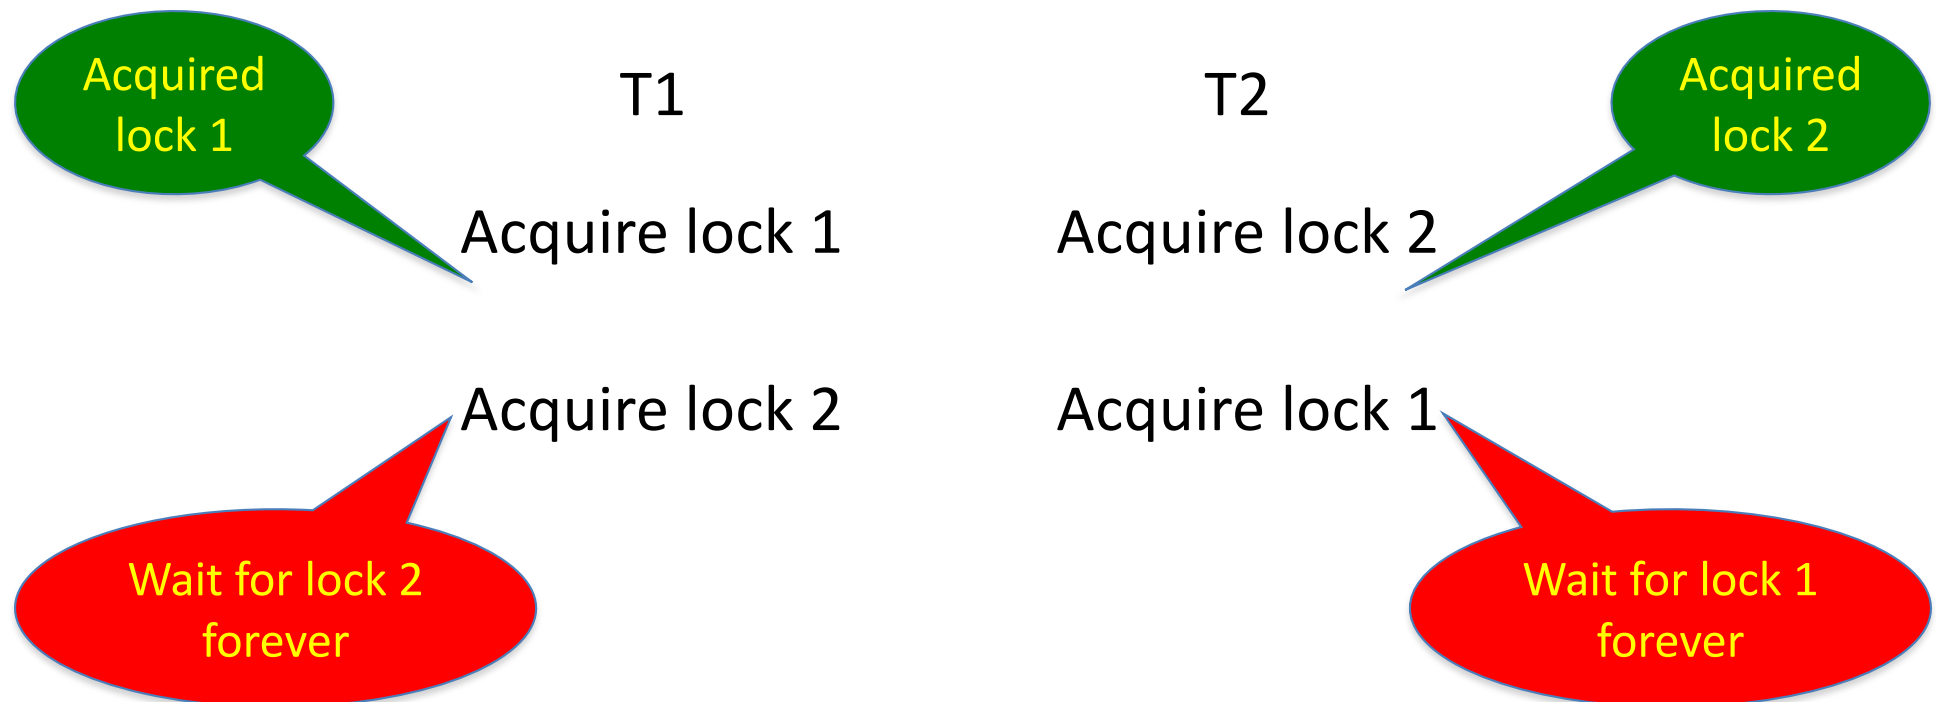 Acquired
lock 1
T1
T2
Acquired
lock 2
Acquire lock 1
Acquire lock 2
Acquire lock 2
Acquire lock 1
Wait for lock 2
forever
Wait for lock 1
forever